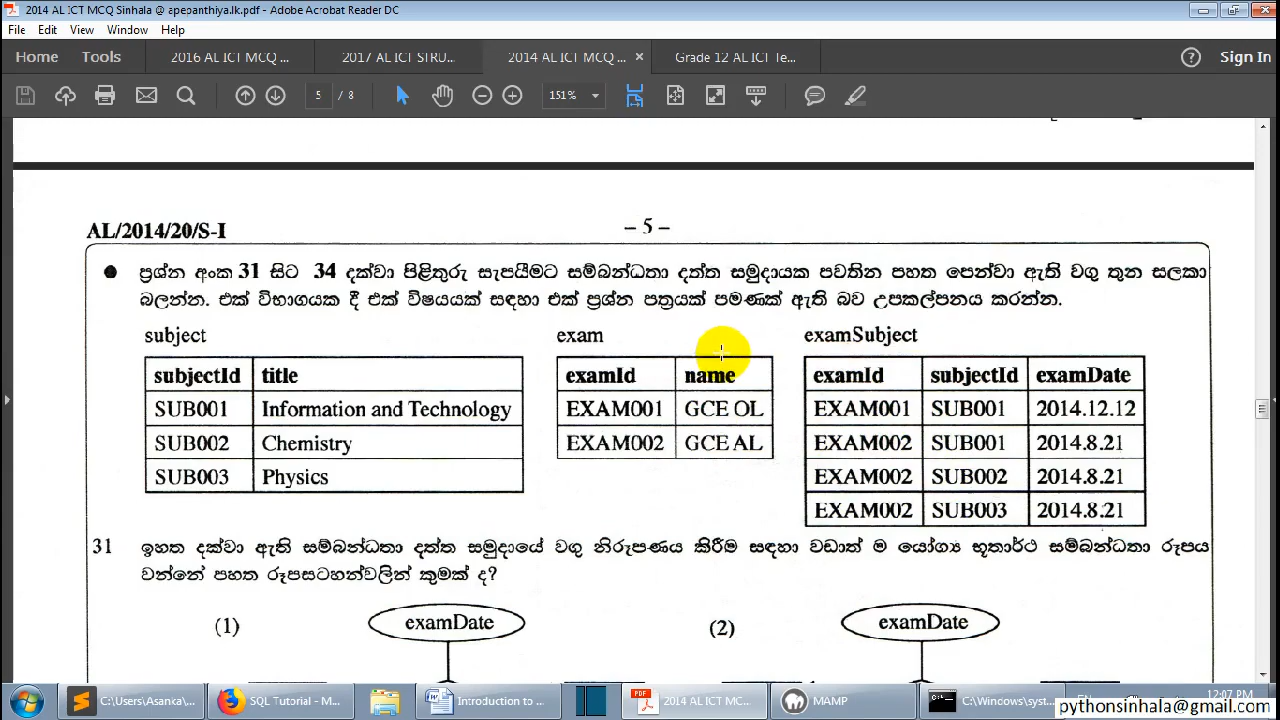 2014 AL ICT MCQ Sinhala @ apepanthiya.lk.pdf - Adobe Acrobat Reader DC
File Edit View Window Help
Home Tools 2016 AL ICT MCQ ... 2017 AL ICT STRU... 2014 AL ICT MCQ ... × Grade 12 AL ICT Te... Sign In
5 / 8 151%
AL/2014/20/S-I
– 5 –
● ප්‍රශ්න අංක 31 සිට 34 දක්වා පිළිතුරු සැපයීමට සම්බන්ධතා දත්ත සමුදායක පවතින පහත පෙන්වා ඇති වගු තුන සලකා
බලන්න. එක් විභාගයක දී එක් විෂයයක් සඳහා එක් ප්‍රශ්න පත්‍රයක් පමණක් ඇති බව උපකල්පනය කරන්න.
subject exam examSubject
subjectId title examId name examId subjectId examDate
SUB001 Information and Technology EXAM001 GCE OL EXAM001 SUB001 2014.12.12
SUB002 Chemistry EXAM002 GCE AL EXAM002 SUB001 2014.8.21
SUB003 Physics EXAM002 SUB002 2014.8.21
EXAM002 SUB003 2014.8.21
31 ඉහත දක්වා ඇති සම්බන්ධතා දත්ත සමුදායේ වගු නිරූපණය කිරීම සඳහා වඩාත් ම යෝග්‍ය භූතාර්ථ සම්බන්ධතා රූපය
වන්නේ පහත රූපසටහන්වලින් කුමක් ද?
(1) examDate (2) examDate
C:\Users\Asanka\... SQL Tutorial - M... Introduction to ... 2014 AL ICT MC... MAMP C:\Windows\syst... EN 12:07 PM
pythonsinhala@gmail.com